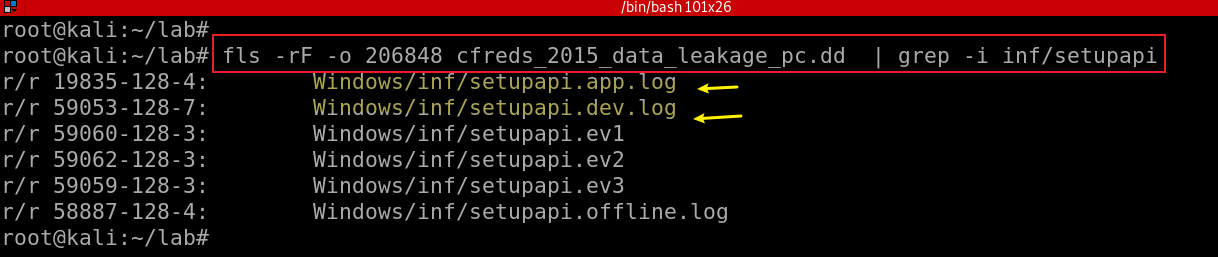 /bin/bash 101x26
root@kali:~/lab#
root@kali:~/lab# fls -rF -o 206848 cfreds_2015_data_leakage_pc.dd  | grep -i inf/setupapi
r/r 19835-128-4:        Windows/inf/setupapi.app.log
r/r 59053-128-7:        Windows/inf/setupapi.dev.log
r/r 59060-128-3:        Windows/inf/setupapi.ev1
r/r 59062-128-3:        Windows/inf/setupapi.ev2
r/r 59059-128-3:        Windows/inf/setupapi.ev3
r/r 58887-128-4:        Windows/inf/setupapi.offline.log
root@kali:~/lab#